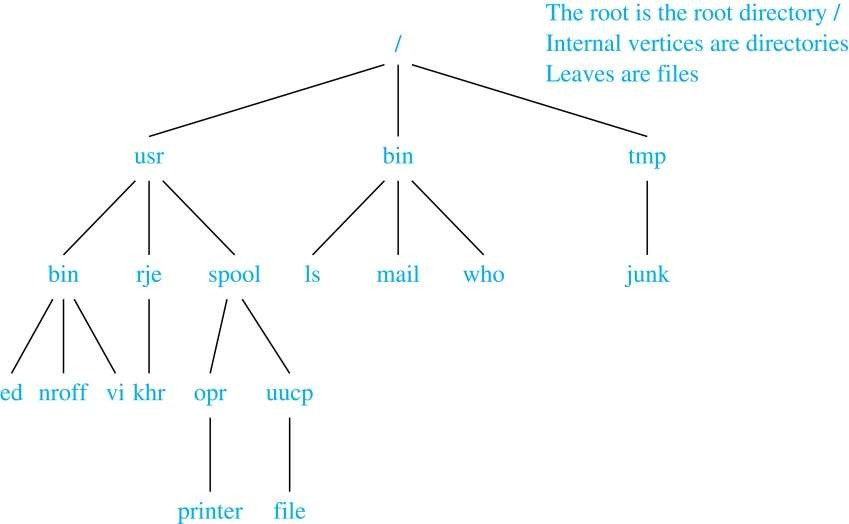 The root is the root directory /
Internal vertices are directories
Leaves are files
/
usr bin tmp
bin rje spool ls mail who junk
ed nroff vi khr opr uucp
printer file